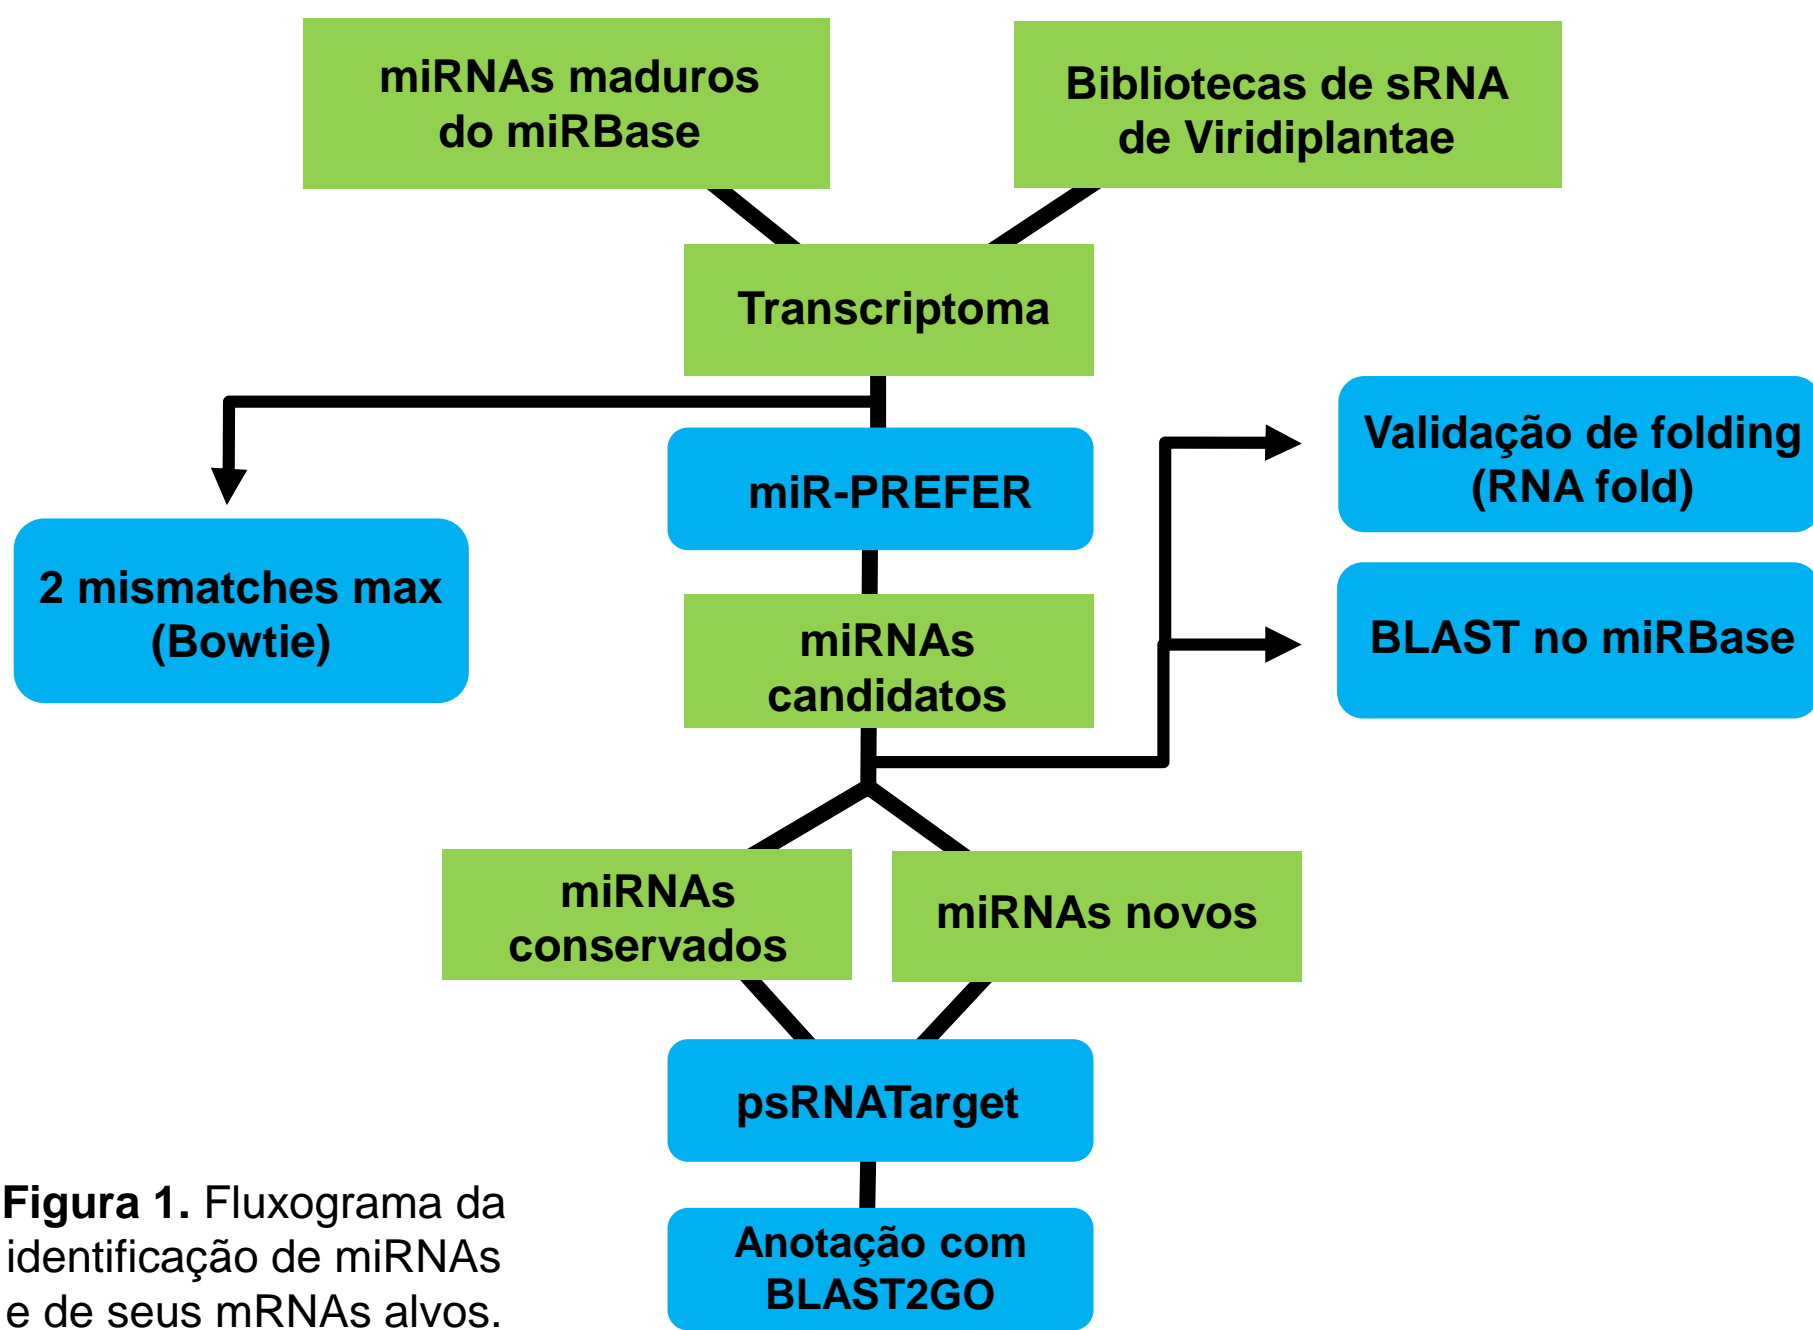 miRNAs maduros
do miRBase
Bibliotecas de sRNA
de Viridiplantae
Transcriptoma
miR-PREFER
Validação de folding
(RNA fold)
2 mismatches max
(Bowtie)
miRNAs
candidatos
BLAST no miRBase
miRNAs
conservados
miRNAs novos
psRNATarget
Anotação com
BLAST2GO
Figura 1. Fluxograma da
identificação de miRNAs
e de seus mRNAs alvos.